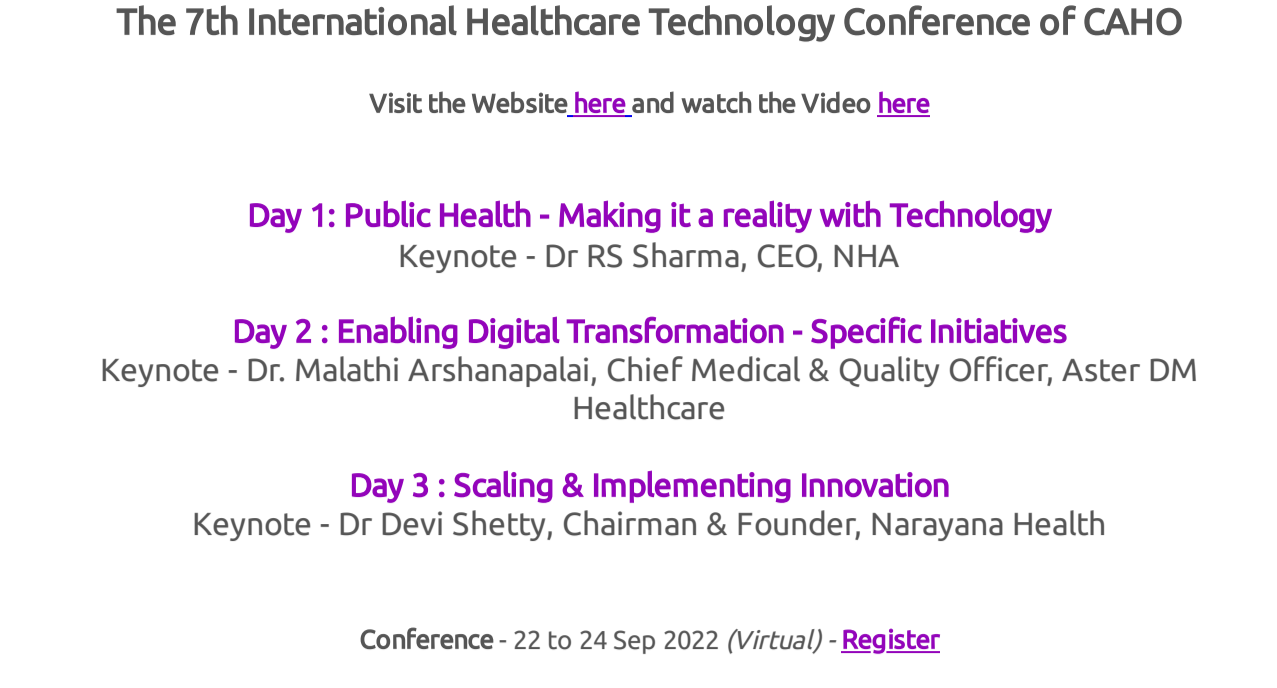 The 7th International Healthcare Technology Conference of CAHO
Visit the Website here and watch the Video here
Day 1: Public Health - Making it a reality with Technology
Keynote - Dr RS Sharma, CEO, NHA
Day 2 : Enabling Digital Transformation - Specific Initiatives
Keynote - Dr. Malathi Arshanapalai, Chief Medical & Quality Officer, Aster DM
Healthcare
Day 3 : Scaling & Implementing Innovation
Keynote - Dr Devi Shetty, Chairman & Founder, Narayana Health
Conference - 22 to 24 Sep 2022 (Virtual) - Register